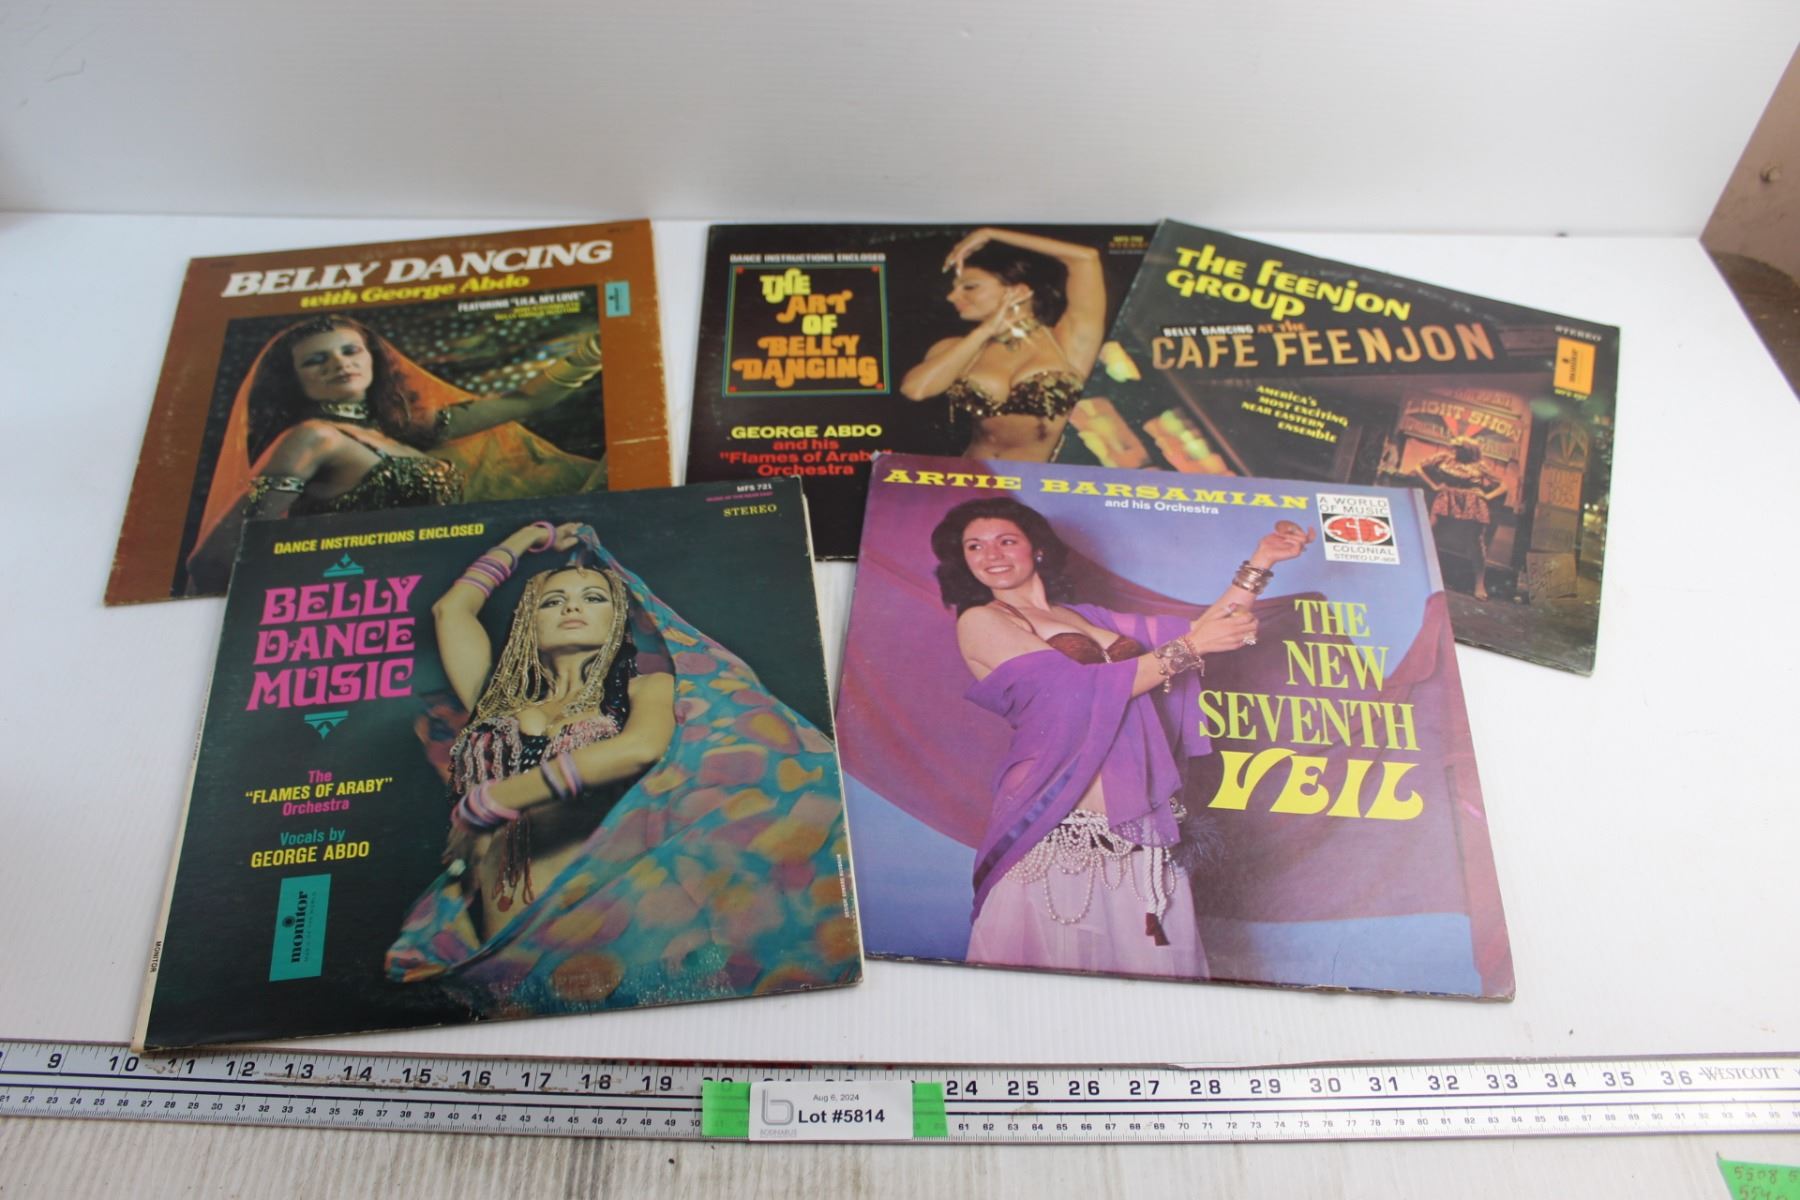 BELLY DANCING
with George Abdo
FEATURING "LILA, MY LOVE"
DANCE INSTRUCTIONS ENCLOSED
THE
ART
OF
BELLY
DANCING
GEORGE ABDO
and his
"Flames of Araby"
Orchestra
THE FEENJON
GROUP
STEREO
BELLY DANCING AT THE
CAFE FEENJON
AMERICA'S
MOST EXCITING
NEAR EASTERN
ENSEMBLE
LIGHT SHOW
MFS 721
STEREO
DANCE INSTRUCTIONS ENCLOSED
BELLY
DANCE
MUSIC
The
"FLAMES OF ARABY"
Orchestra
Vocals by
GEORGE ABDO
monitor
MONITOR
ARTIE BARSAMIAN
and his Orchestra
A WORLD
OF MUSIC
SC
COLONIAL
THE
NEW
SEVENTH
VEIL
9 10 11 12 13 14 15 16 17 18 19 24 25 26 27 28 29 30 31 32 33 34 35 36 WESTCOTT
Aug 6, 2024
Lot #5814
BODNARUS